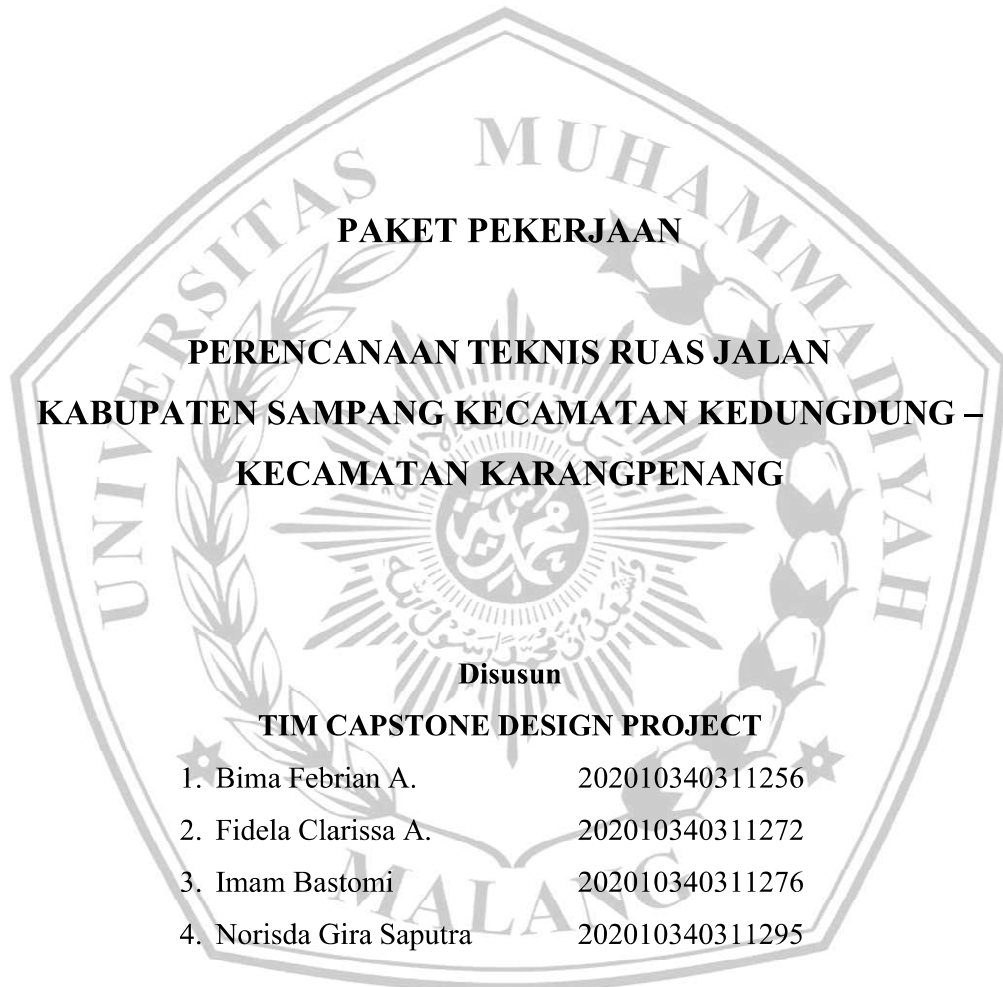 UNIVERSITAS MUHAMMADIYAH
MALANG
PAKET PEKERJAAN
PERENCANAAN TEKNIS RUAS JALAN
KABUPATEN SAMPANG KECAMATAN KEDUNGDUNG –
KECAMATAN KARANGPENANG
Disusun
TIM CAPSTONE DESIGN PROJECT
1. Bima Febrian A. 202010340311256
2. Fidela Clarissa A. 202010340311272
3. Imam Bastomi 202010340311276
4. Norisda Gira Saputra 202010340311295